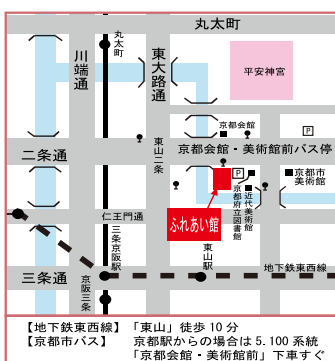 丸太町
川端通
丸太町
東大路通
平安神宮
京都会館
P
東山二条
京都会館・美術館前バス停
二条通
P
京都府立図書館
近代美術館
京都市美術館
ふれあい館
仁王門通
三条京阪駅
東山駅
地下鉄東西線
三条通
京阪三条
【地下鉄東西線】「東山」徒歩10分
【京都市バス】 京都駅からの場合は5.100系統
「京都会館・美術館前」下車すぐ